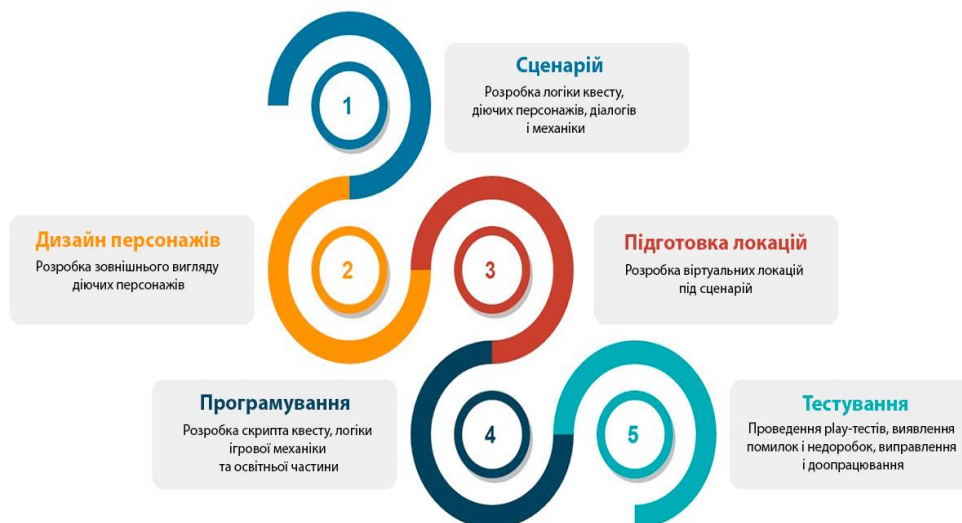 1
Сценарій
Розробка логіки квесту,
діючих персонажів, діалогів
і механіки
Дизайн персонажів
Розробка зовнішнього вигляду
діючих персонажів
2
3
Підготовка локацій
Розробка віртуальних локацій
під сценарій
Програмування
Розробка скрипта квесту, логіки
ігрової механіки
та освітньої частини
4
5
Тестування
Проведення play-тестів, виявлення
помилок і недоробок, виправлення
і доопрацювання